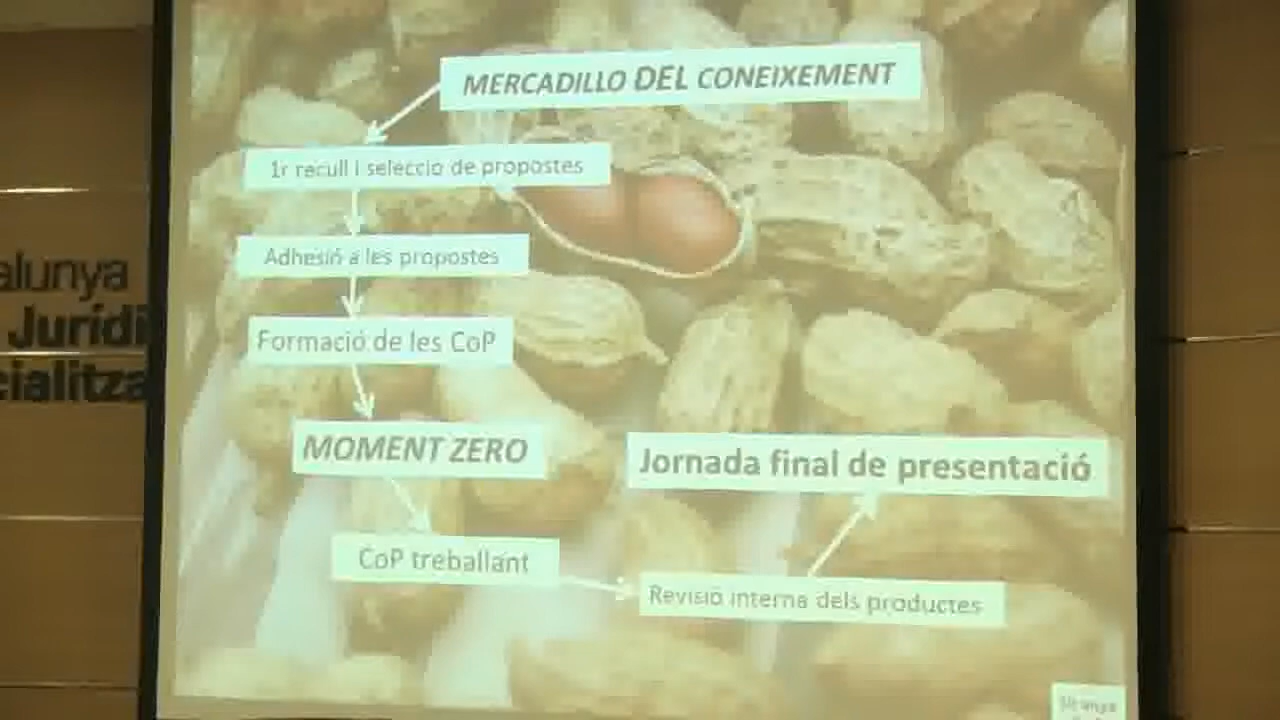 MERCADILLO DEL CONEIXEMENT
1r recull i seleccio de propostes
Adhesió a les propostes
Formació de les CoP
MOMENT ZERO
Jornada final de presentació
CoP treballant
Revisió interna dels productes
alunya
Jurídi
cialitza